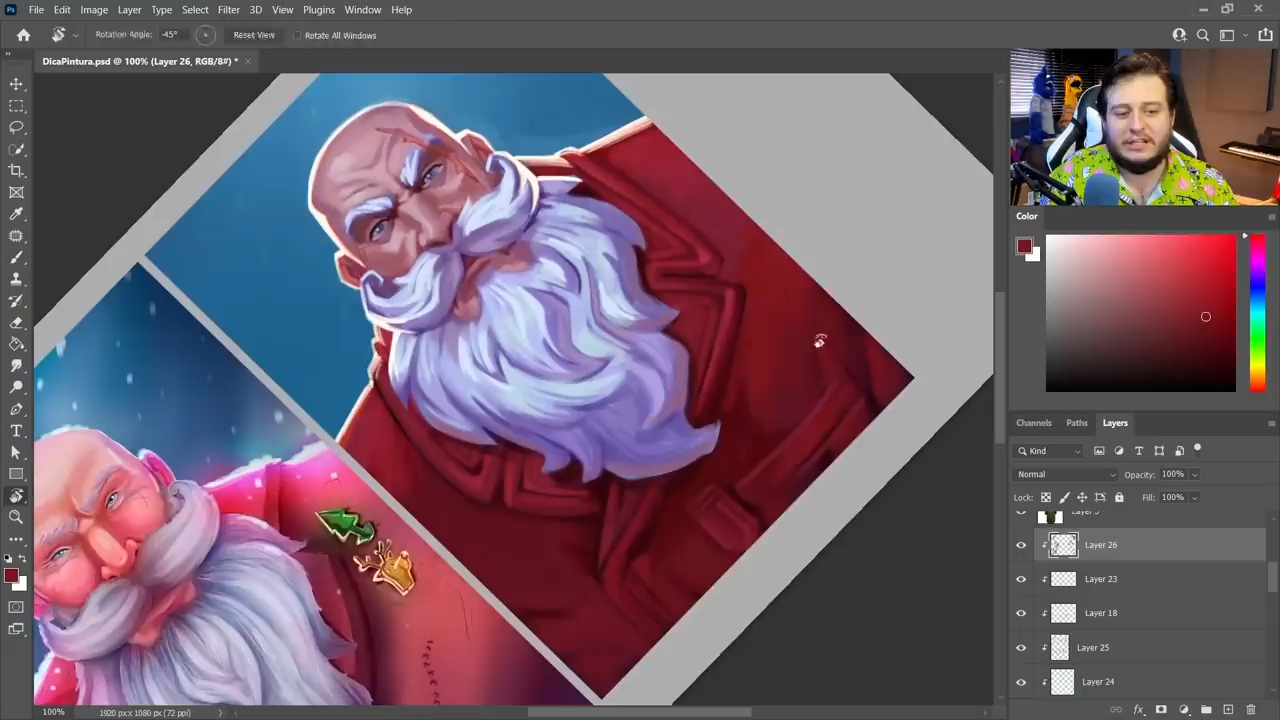 Ps File Edit Image Layer Type Select Filter 3D View Plugins Window Help
Rotation Angle: -45° Reset View Rotate All Windows
DicaPintura.psd @ 100% (Layer 26, RGB/8#) *
Color
Channels Paths Layers
Kind
Normal Opacity: 100%
Lock: Fill: 100%
Layer 26
Layer 23
Layer 18
Layer 25
Layer 24
100% 1920 px x 1080 px (72 ppi)